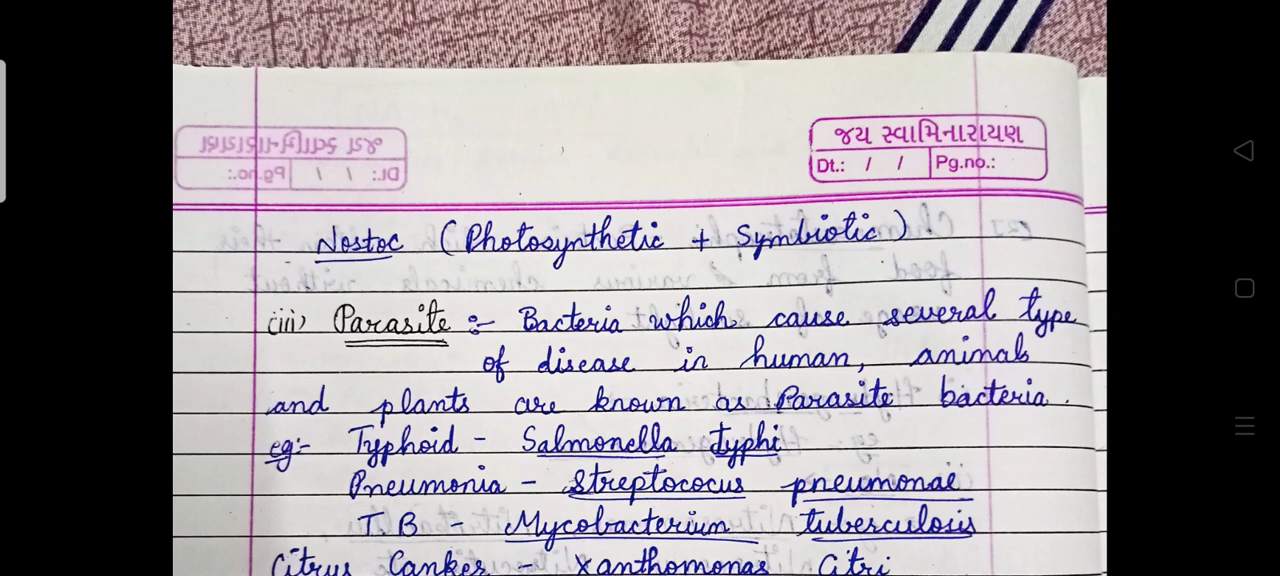 જય સ્વામિનારાયણ
Dt.: / / Pg.no.:
Nostoc (Photosynthetic + Symbiotic)
(iii) Parasite :- Bacteria which cause several type
of disease in human, animals
and plants are known as Parasite bacteria.
eg:- Typhoid - Salmonella typhi
Pneumonia - Streptococus pneumonae
T.B - Mycobacterium tuberculosis
Citrus Canker - Xanthomonas Citri